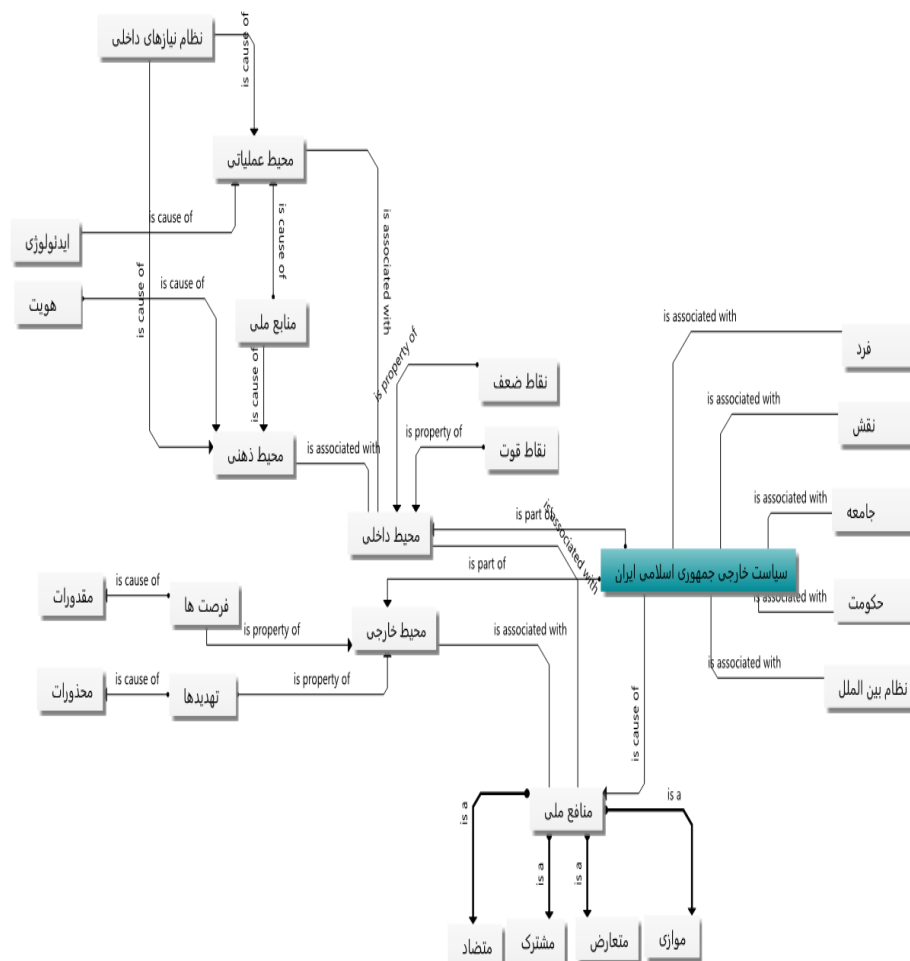 نظام نیازهای داخلی
is cause of
محیط عملیاتی
is cause of
ایدئولوژی
is cause of
is cause of
هویت
is cause of
منابع ملی
is cause of
is associated with
محیط ذهنی
is associated with
is property of
نقاط ضعف
is property of
نقاط قوت
محیط داخلی
is part of
is associated with
is associated with
فرد
is associated with
نقش
is associated with
جامعه
سیاست خارجی جمهوری اسلامی ایران
is associated with
حکومت
is associated with
نظام بین الملل
is part of
is cause of
مقدورات
فرصت ها
is property of
محیط خارجی
is associated with
is cause of
محذورات
تهدیدها
is property of
is cause of
منافع ملی
is a
is a
is a
is a
متضاد
مشترک
متعارض
موازی